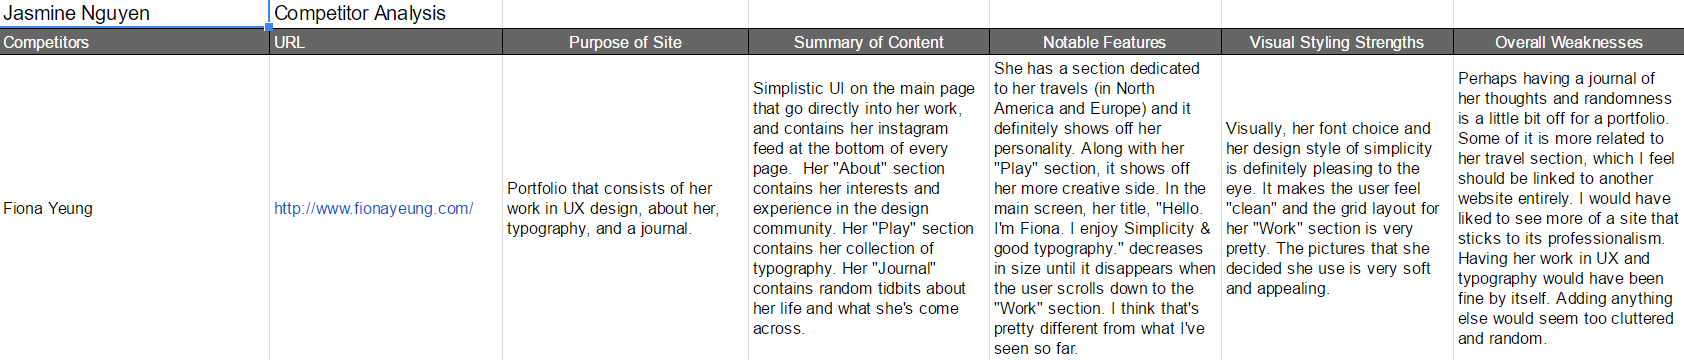 Jasmine Nguyen
Competitor Analysis
Competitors
URL
Purpose of Site
Summary of Content
Notable Features
Visual Styling Strengths
Overall Weaknesses
Fiona Yeung
http://www.fionayeung.com/
Portfolio that consists of her
work in UX design, about her,
typography, and a journal.
Simplistic UI on the main page
that go directly into her work,
and contains her instagram
feed at the bottom of every
page.  Her "About" section
contains her interests and
experience in the design
community. Her "Play" section
contains her collection of
typography. Her "Journal"
contains random tidbits about
her life and what she's come
across.
She has a section dedicated
to her travels (in North
America and Europe) and it
definitely shows off her
personality. Along with her
"Play" section, it shows off
her more creative side. In the
main screen, her title, "Hello.
I'm Fiona. I enjoy Simplicity &
good typography." decreases
in size until it disappears when
the user scrolls down to the
"Work" section. I think that's
pretty different from what I've
seen so far.
Visually, her font choice and
her design style of simplicity
is definitely pleasing to the
eye. It makes the user feel
"clean" and the grid layout for
her "Work" section is very
pretty. The pictures that she
decided she use is very soft
and appealing.
Perhaps having a journal of
her thoughts and randomness
is a little bit off for a portfolio.
Some of it is more related to
her travel section, which I feel
should be linked to another
website entirely. I would have
liked to see more of a site that
sticks to its professionalism.
Having her work in UX and
typography would have been
fine by itself. Adding anything
else would seem too cluttered
and random.